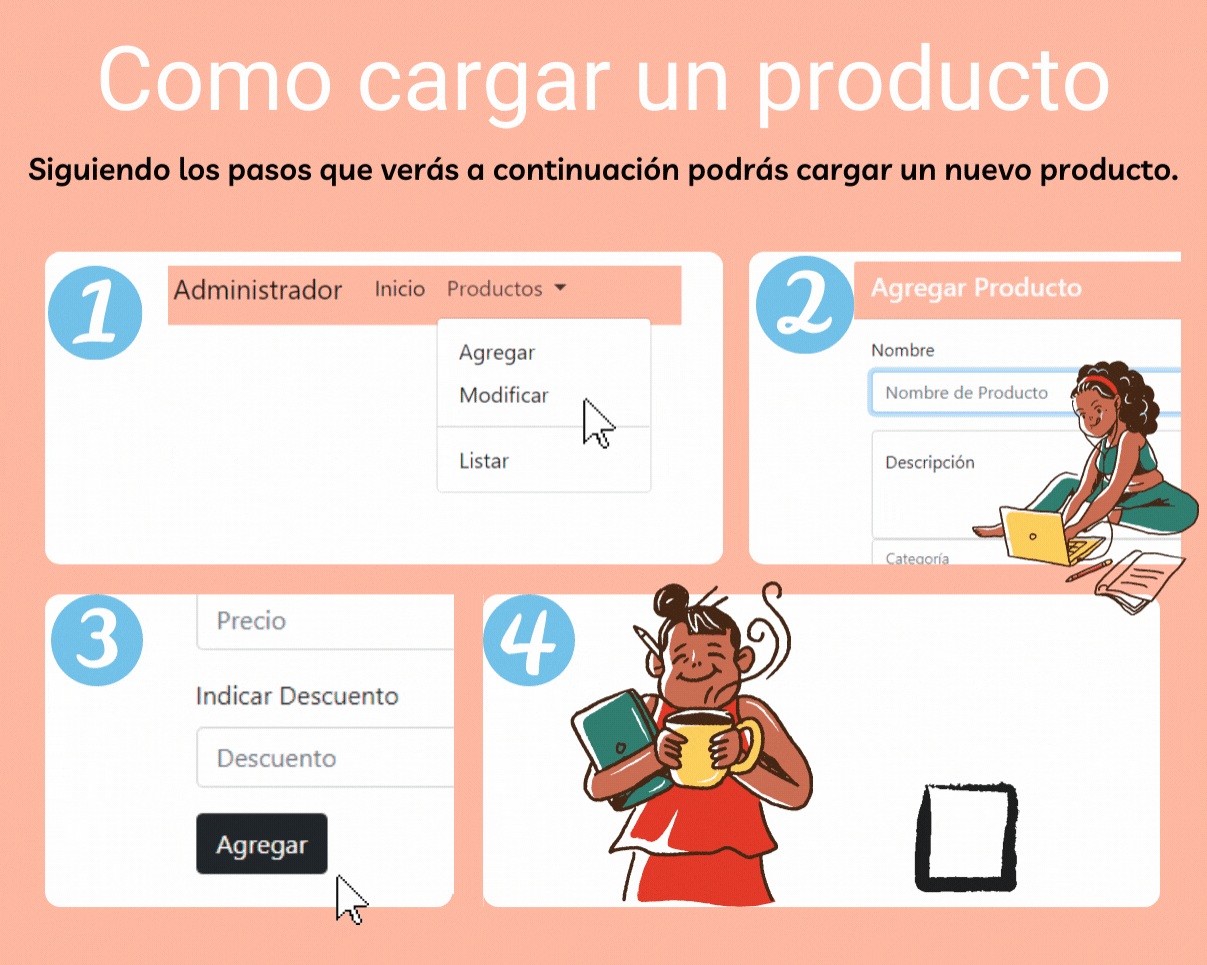 Como cargar un producto
Siguiendo los pasos que verás a continuación podrás cargar un nuevo producto.
1
Administrador Inicio Productos
Agregar
Modificar
Listar
2
Agregar Producto
Nombre
Nombre de Producto
Descripción
Categoría
3
Precio
Indicar Descuento
Descuento
Agregar
4